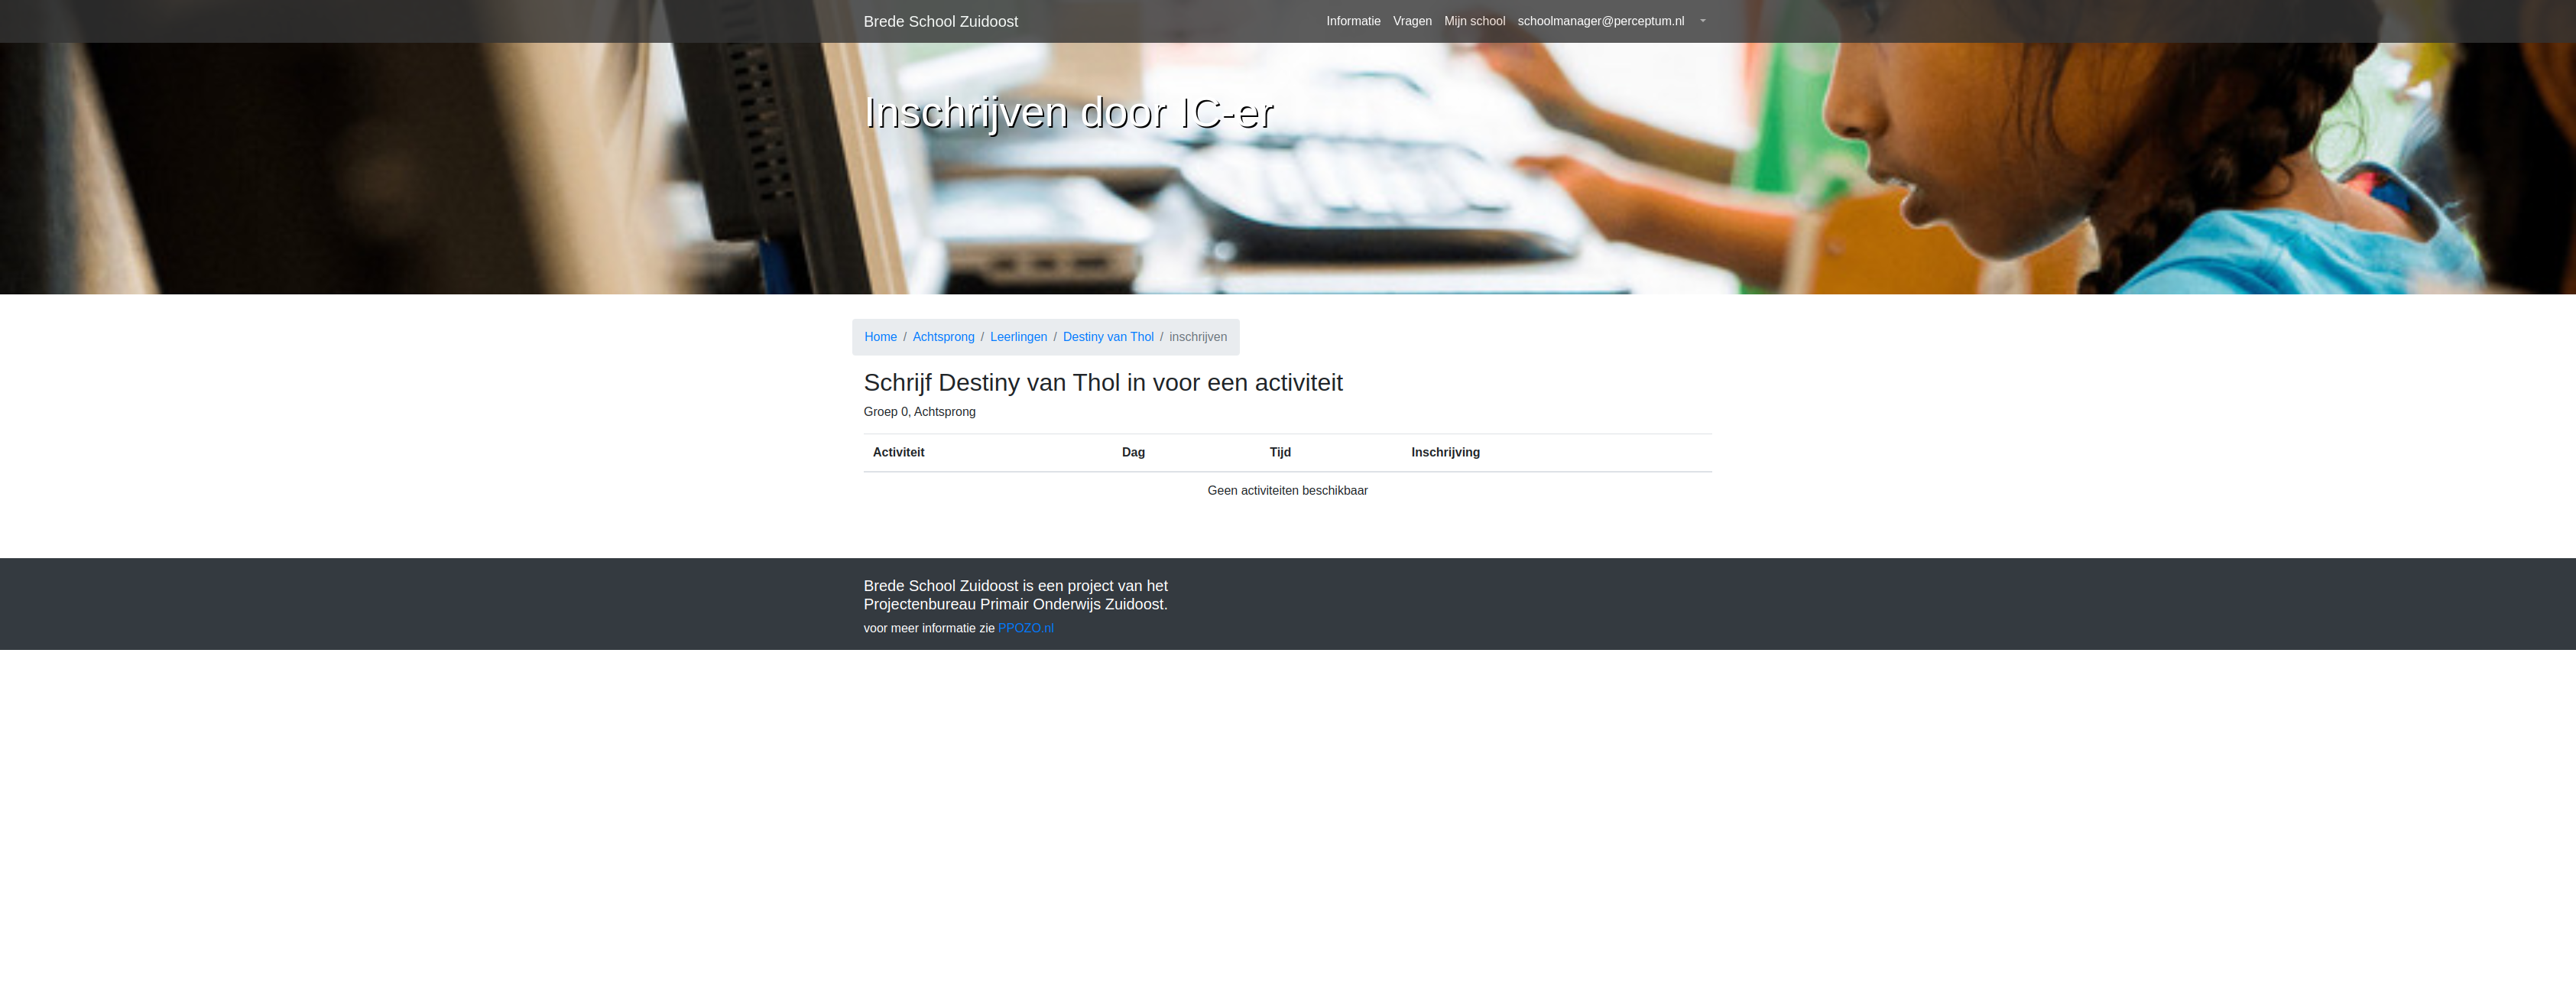 Brede School Zuidoost
Informatie Vragen Mijn school schoolmanager@perceptum.nl
Inschrijven door IC-er
Home / Achtsprong / Leerlingen / Destiny van Thol / inschrijven
Schrijf Destiny van Thol in voor een activiteit
Groep 0, Achtsprong
Activiteit Dag Tijd Inschrijving
Geen activiteiten beschikbaar
Brede School Zuidoost is een project van het
Projectenbureau Primair Onderwijs Zuidoost.
voor meer informatie zie PPOZO.nl